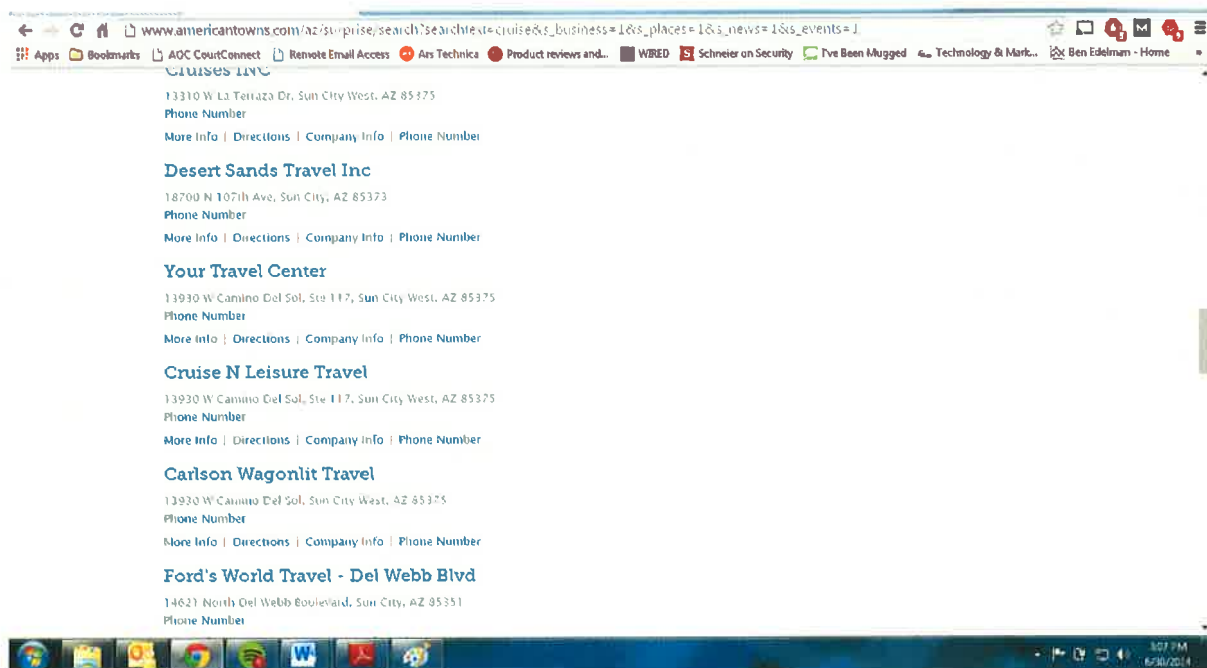 www.americantowns.com/az/surprise/search?searchtext=cruise&s_business=1&s_places=1&s_news=1&s_events=1
Apps Bookmarks AOC CourtConnect Remote Email Access Ars Technica Product reviews and... WIRED Schneier on Security I've Been Mugged Technology & Mark... Ben Edelman - Home »
Cruises INC
13310 W La Terraza Dr, Sun City West, AZ 85375
Phone Number
More Info | Directions | Company Info | Phone Number
Desert Sands Travel Inc
18700 N 107th Ave, Sun City, AZ 85373
Phone Number
More Info | Directions | Company Info | Phone Number
Your Travel Center
13930 W Camino Del Sol, Ste 117, Sun City West, AZ 85375
Phone Number
More Info | Directions | Company Info | Phone Number
Cruise N Leisure Travel
13930 W Camino Del Sol, Ste 117, Sun City West, AZ 85375
Phone Number
More Info | Directions | Company Info | Phone Number
Carlson Wagonlit Travel
13930 W Camino Del Sol, Sun City West, AZ 85375
Phone Number
More Info | Directions | Company Info | Phone Number
Ford's World Travel - Del Webb Blvd
14621 North Del Webb Boulevard, Sun City, AZ 85351
Phone Number
3:07 PM
6/30/2014